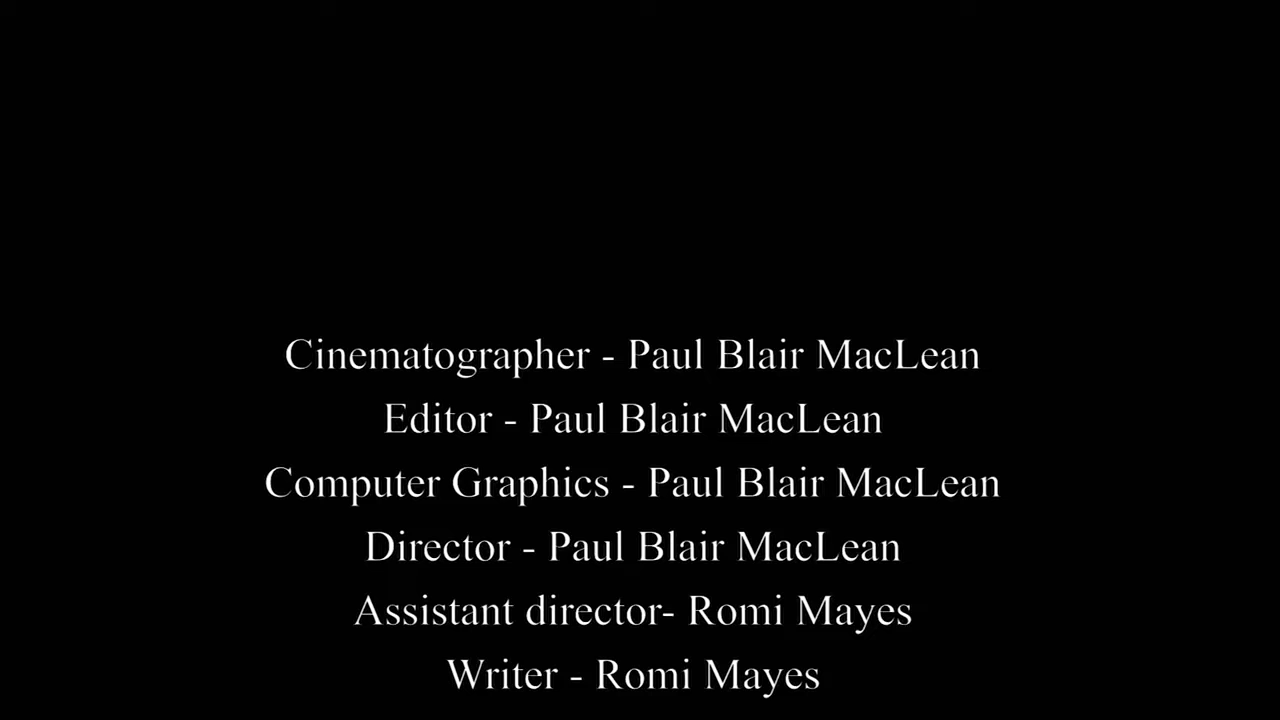 Cinematographer - Paul Blair MacLean
Editor - Paul Blair MacLean
Computer Graphics - Paul Blair MacLean
Director - Paul Blair MacLean
Assistant director- Romi Mayes
Writer - Romi Mayes